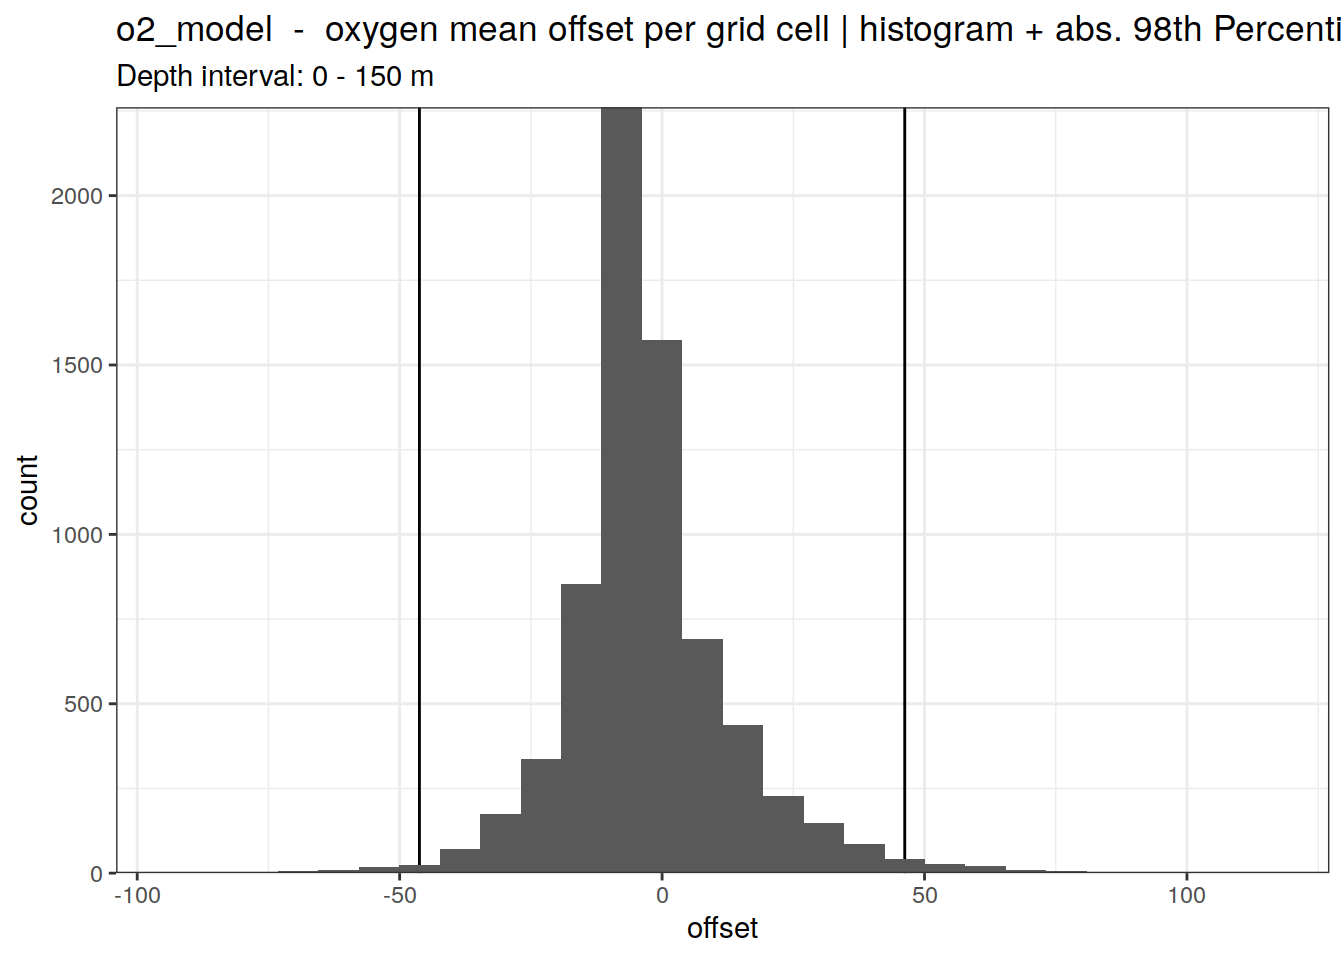 o2_model  -  oxygen mean offset per grid cell | histogram + abs. 98th Percenti
Depth interval: 0 - 150 m
2000
1500
1000
500
0
count
-100
-50
0
50
100
offset